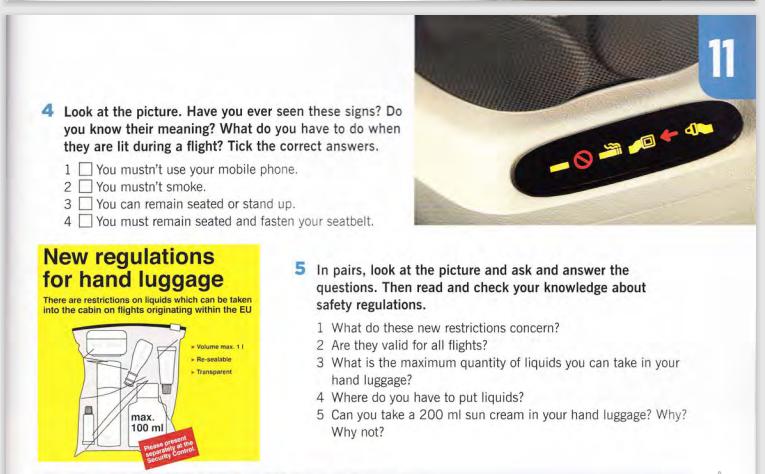 11
4 Look at the picture. Have you ever seen these signs? Do
you know their meaning? What do you have to do when
they are lit during a flight? Tick the correct answers.
1 □ You mustn't use your mobile phone.
2 □ You mustn't smoke.
3 □ You can remain seated or stand up.
4 □ You must remain seated and fasten your seatbelt.
New regulations
for hand luggage
There are restrictions on liquids which can be taken
into the cabin on flights originating within the EU
▸ Volume max. 1 l
▸ Re-sealable
▸ Transparent
max.
100 ml
Please present
separately at the
Security Control.
5 In pairs, look at the picture and ask and answer the
questions. Then read and check your knowledge about
safety regulations.
1 What do these new restrictions concern?
2 Are they valid for all flights?
3 What is the maximum quantity of liquids you can take in your
hand luggage?
4 Where do you have to put liquids?
5 Can you take a 200 ml sun cream in your hand luggage? Why?
Why not?